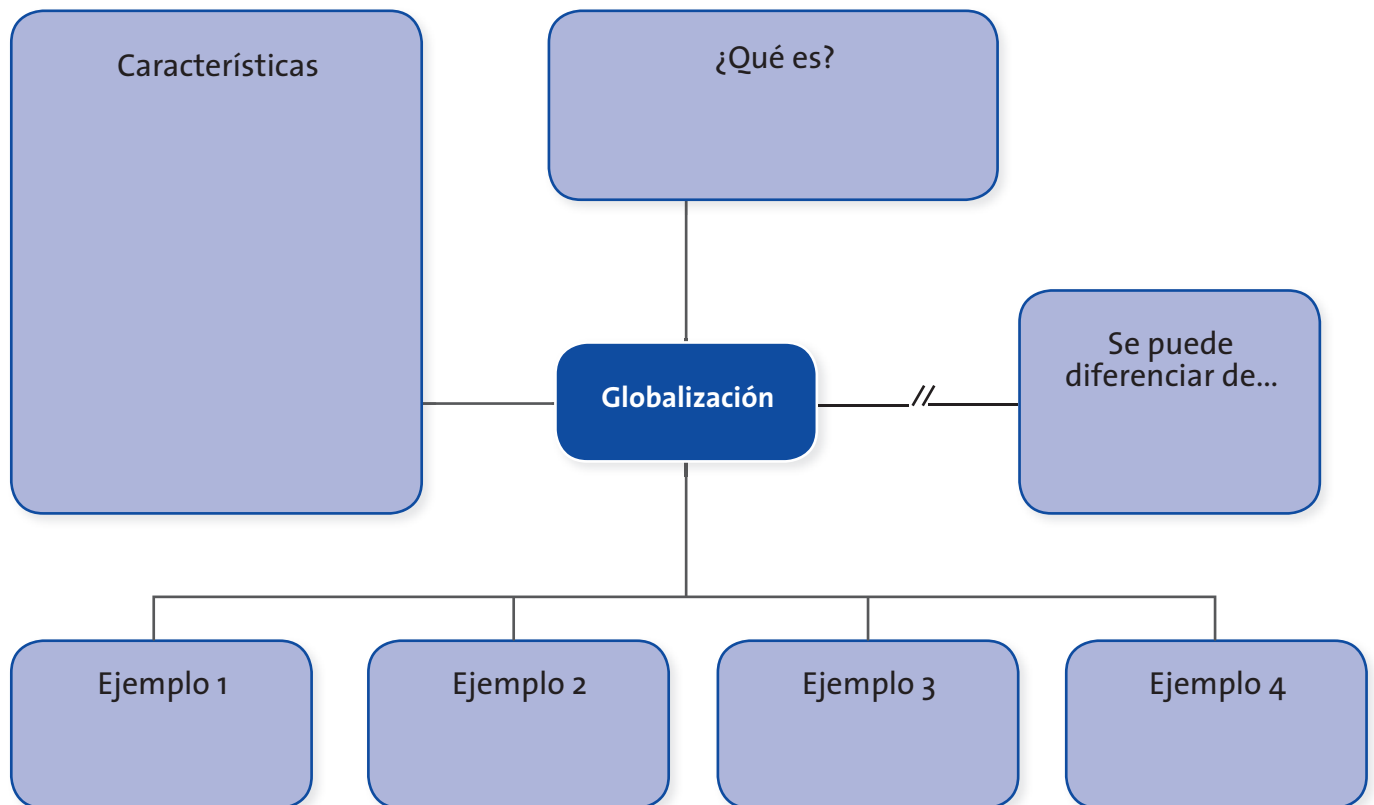 Características
¿Qué es?
Globalización
Se puede
diferenciar de...
Ejemplo 1
Ejemplo 2
Ejemplo 3
Ejemplo 4